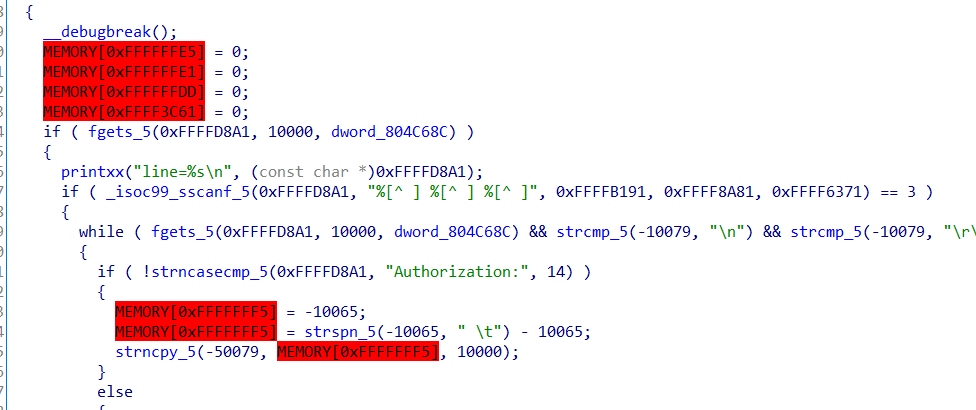 {
__debugbreak();
MEMORY[0xFFFFFFE5] = 0;
MEMORY[0xFFFFFFE1] = 0;
MEMORY[0xFFFFFFDD] = 0;
MEMORY[0xFFFF3C61] = 0;
if ( fgets_5(0xFFFFD8A1, 10000, dword_804C68C) )
{
printxx("line=%s\n", (const char *)0xFFFFD8A1);
if ( _isoc99_sscanf_5(0xFFFFD8A1, "%[^ ] %[^ ] %[^ ]", 0xFFFFB191, 0xFFFF8A81, 0xFFFF6371) == 3 )
{
while ( fgets_5(0xFFFFD8A1, 10000, dword_804C68C) && strcmp_5(-10079, "\n") && strcmp_5(-10079, "\r\
{
if ( !strncasecmp_5(0xFFFFD8A1, "Authorization:", 14) )
{
MEMORY[0xFFFFFFF5] = -10065;
MEMORY[0xFFFFFFF5] = strspn_5(-10065, " \t") - 10065;
strncpy_5(-50079, MEMORY[0xFFFFFFF5], 10000);
}
else
{